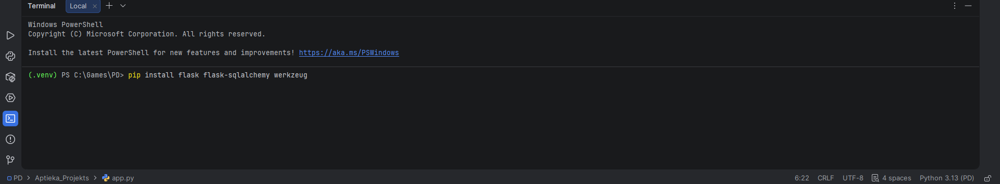 Terminal Local
Windows PowerShell
Copyright (C) Microsoft Corporation. All rights reserved.
Install the latest PowerShell for new features and improvements! https://aka.ms/PSWindows
(.venv) PS C:\Games\PD> pip install flask flask-sqlalchemy werkzeug
PD > Aptieka_Projekts > app.py 6:22 CRLF UTF-8 4 spaces Python 3.13 (PD)